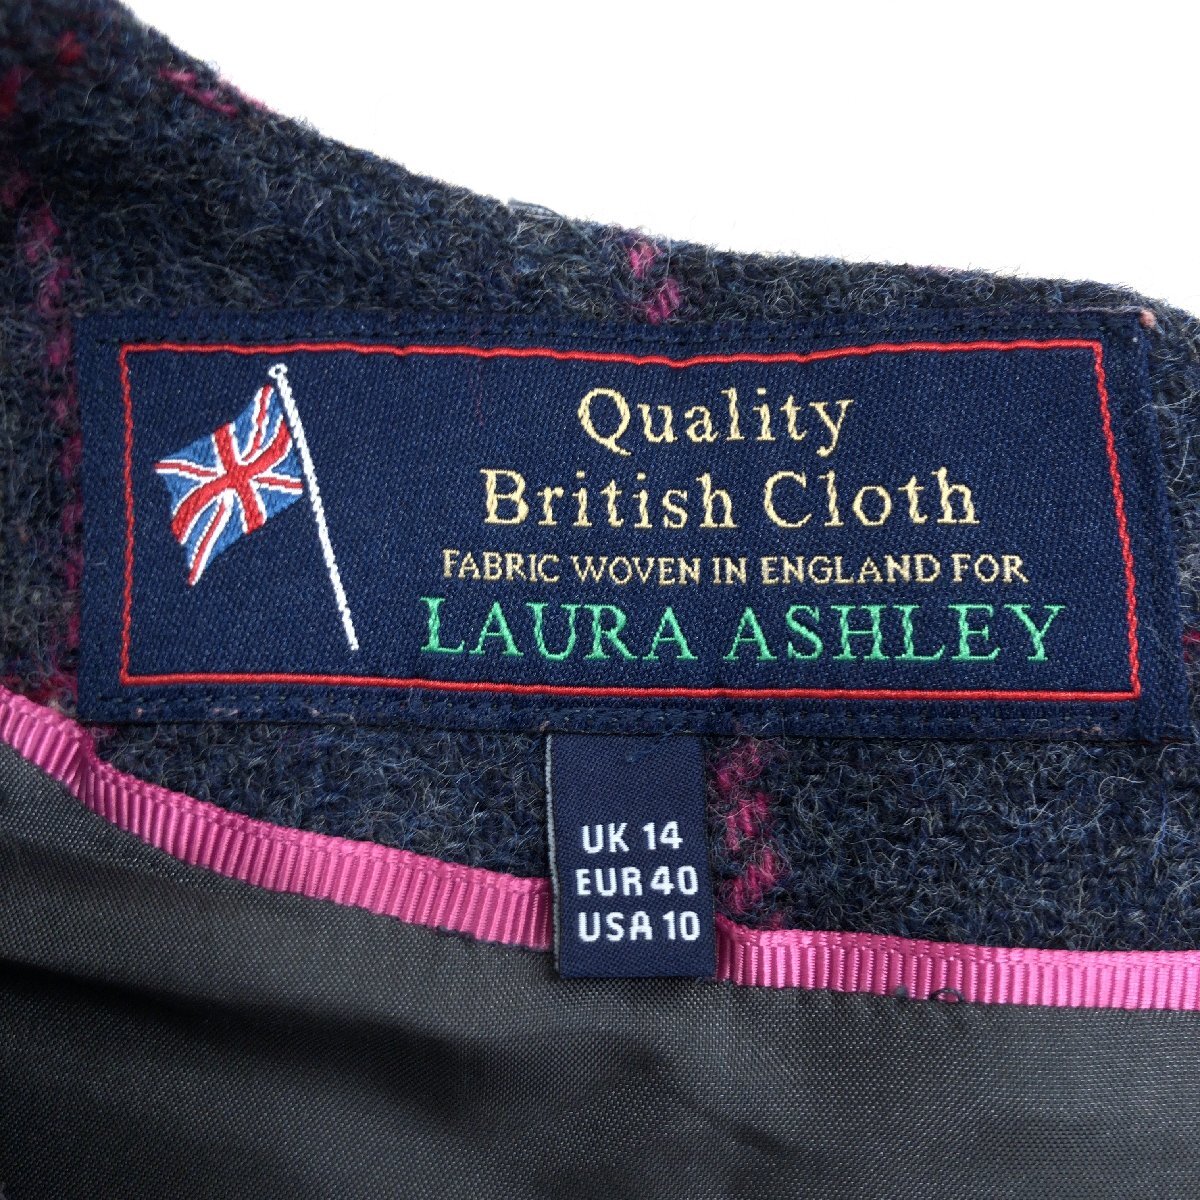 Quality
British Cloth
FABRIC WOVEN IN ENGLAND FOR
LAURA ASHLEY
UK 14
EUR 40
USA 10